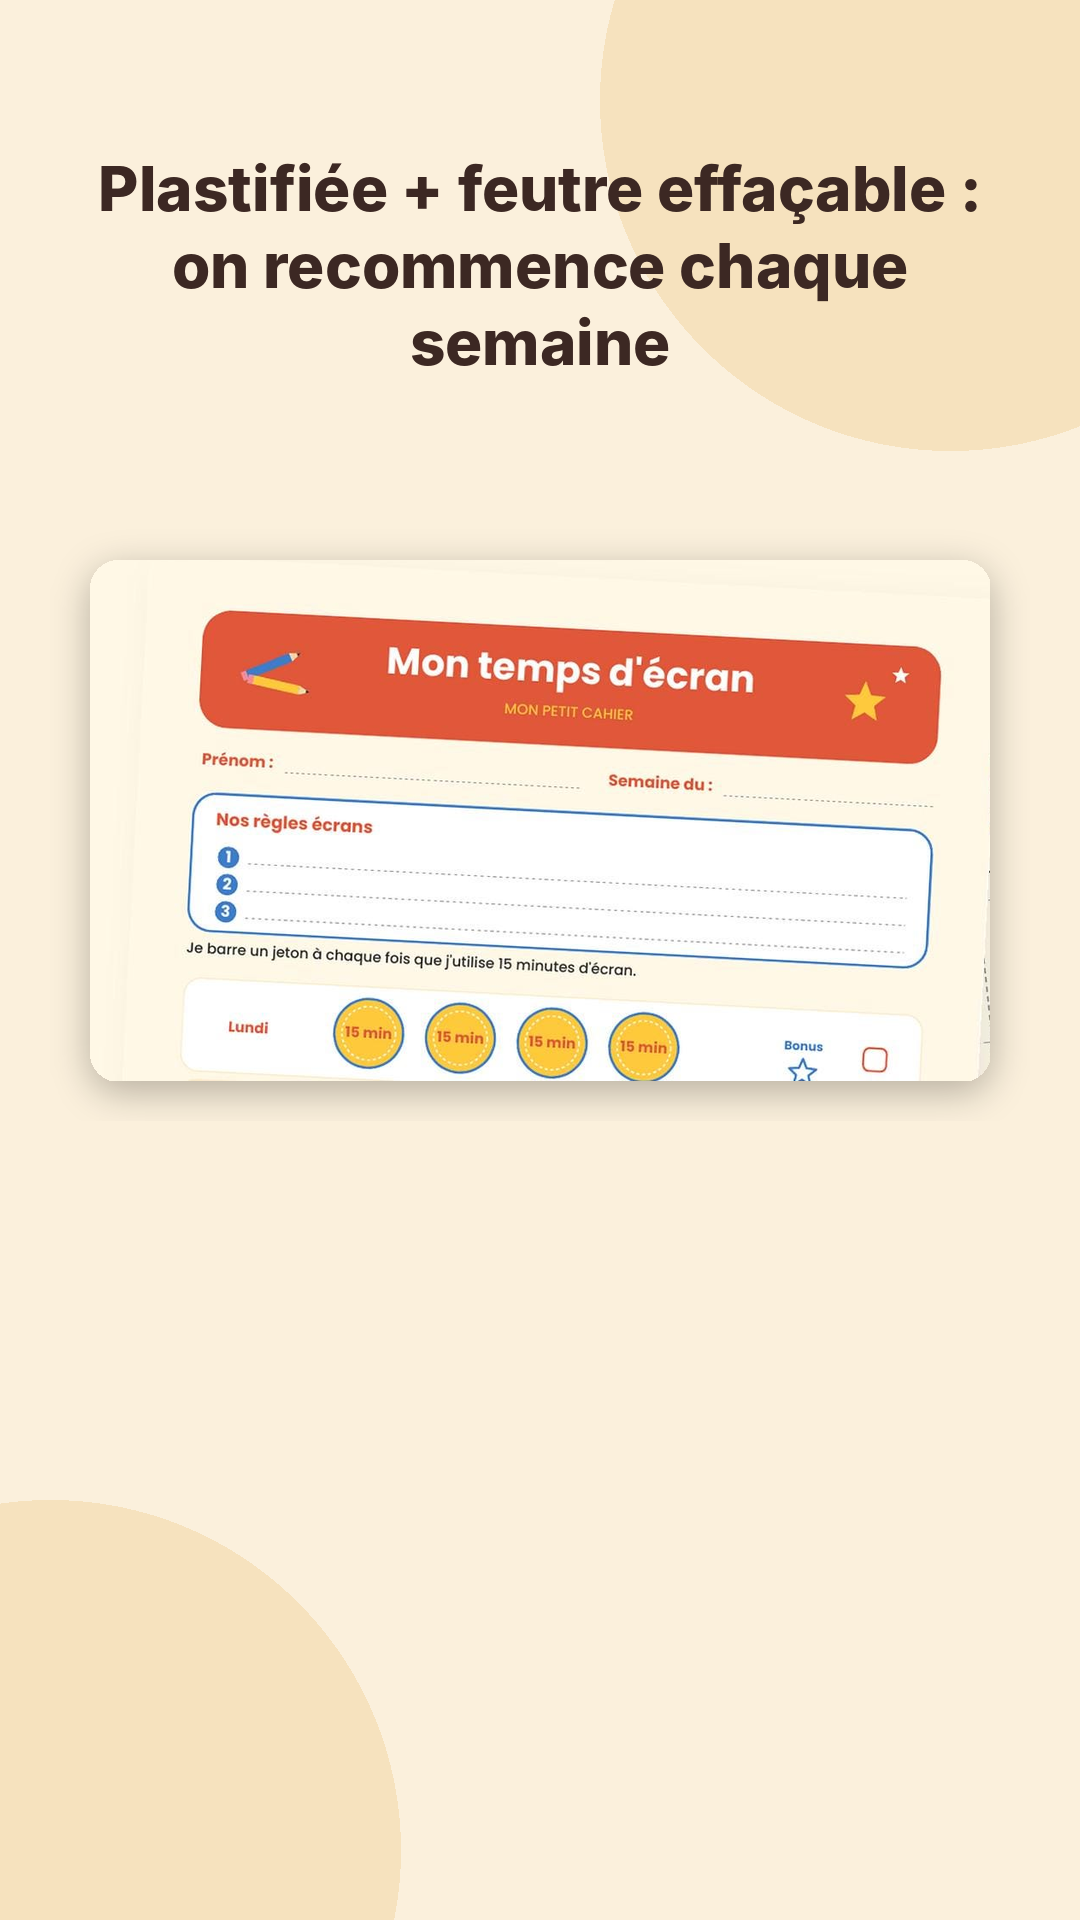 Plastifiée + feutre effaçable :
on recommence chaque
semaine
Mon temps d'écran
MON PETIT CAHIER
Prénom :
Semaine du :
Nos règles écrans
1
2
3
Je barre un jeton à chaque fois que j'utilise 15 minutes d'écran.
Lundi
15 min 15 min 15 min 15 min
Bonus